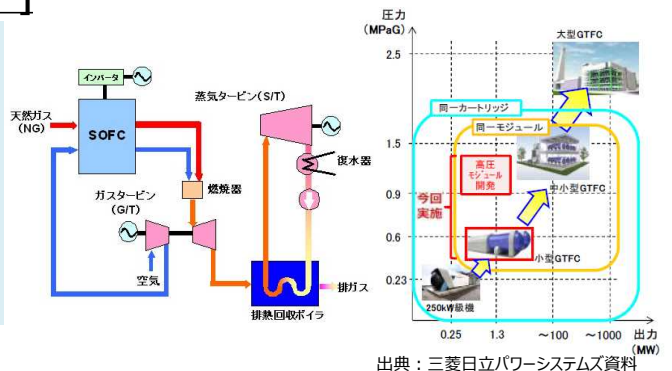 ]
インバータ
天然ガス
(NG)
SOFC
蒸気タービン(S/T)
復水器
燃焼器
ガスタービン
(G/T)
空気
排ガス
排熱回収ボイラ
圧力
(MPaG)
2.5
1.5
0.9
0.6
0.23
大型GTFC
同一カートリッジ
同一モジュール
高圧
モジュール
開発
中小型GTFC
今回
実施
小型GTFC
250kW級機
0.25 1.3 ～100 ～1000 出力
(MW)
出典：三菱日立パワーシステムズ資料